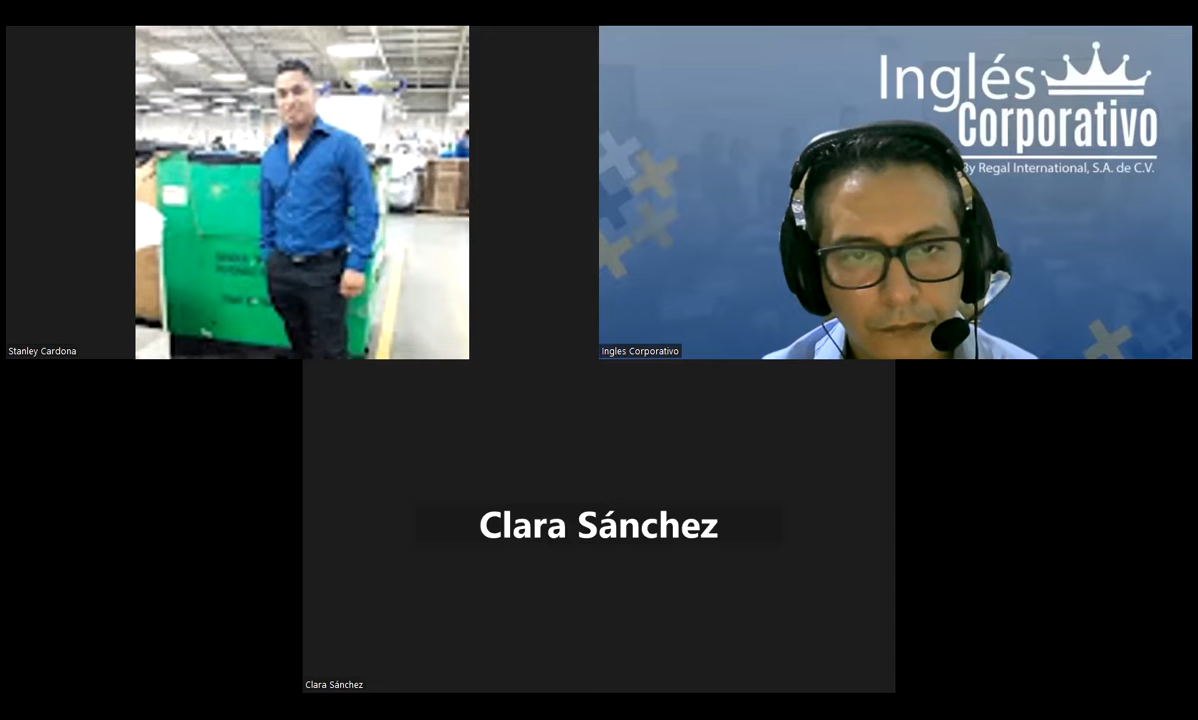 Inglés
Corporativo
By Regal International, S.A. de C.V.
Stanley Cardona
Ingles Corporativo
Clara Sánchez
Clara Sánchez